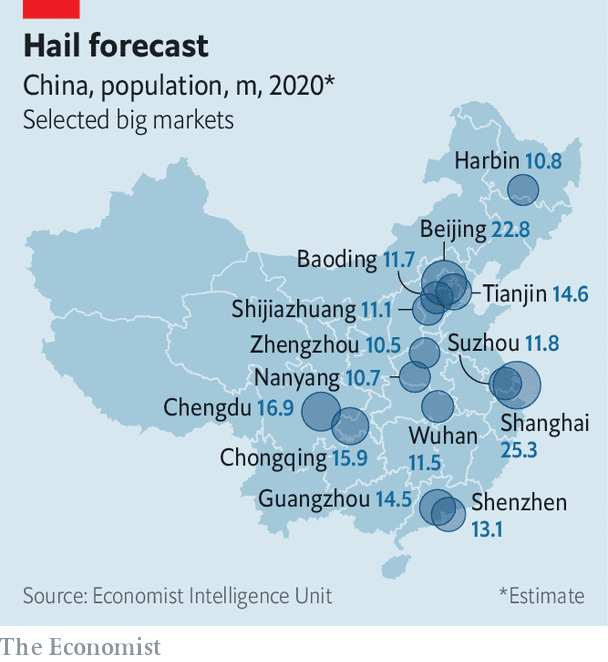 Hail forecast
China, population, m, 2020*
Selected big markets
Harbin 10.8
Beijing 22.8
Baoding 11.7
Tianjin 14.6
Shijiazhuang 11.1
Zhengzhou 10.5
Suzhou 11.8
Nanyang 10.7
Chengdu 16.9
Shanghai
25.3
Wuhan
11.5
Chongqing 15.9
Guangzhou 14.5
Shenzhen
13.1
Source: Economist Intelligence Unit
*Estimate
The Economist